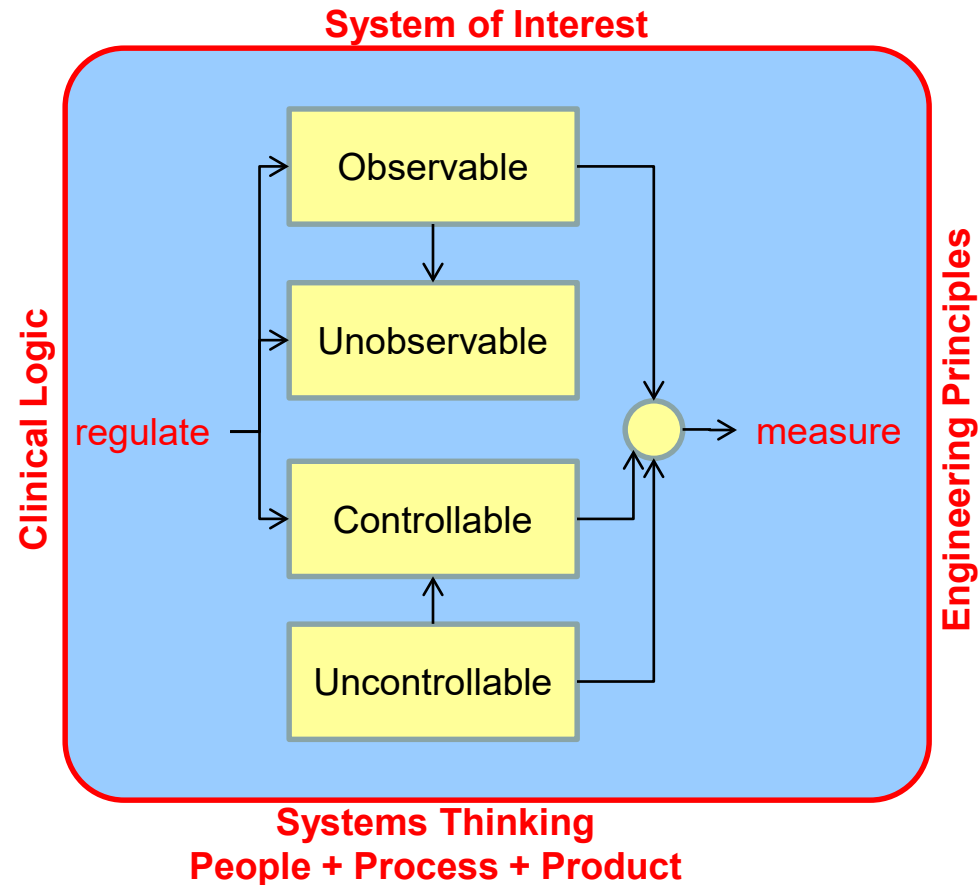 System of Interest
Clinical Logic
regulate
Observable
Unobservable
Controllable
Uncontrollable
measure
Engineering Principles
Systems Thinking
People + Process + Product